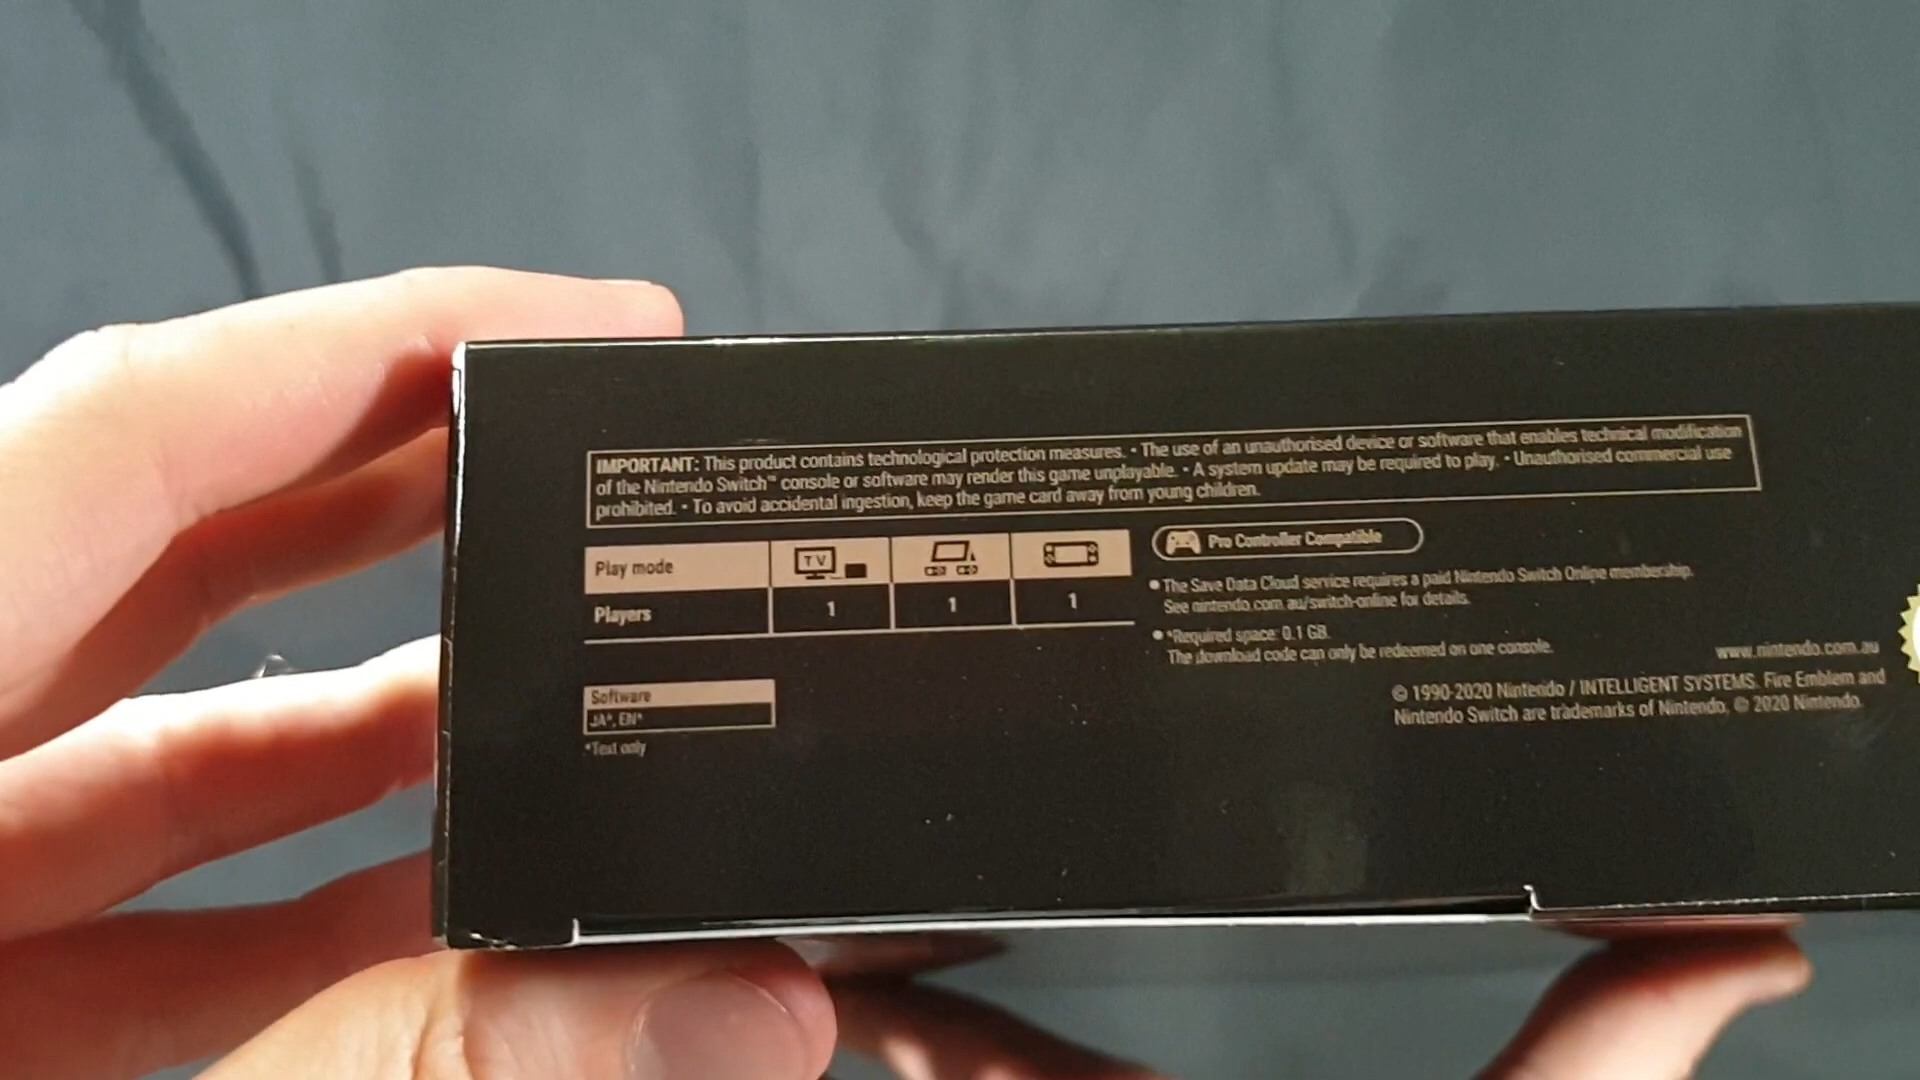 IMPORTANT: This product contains technological protection measures. • The use of an unauthorised device or software that enables technical modification
of the Nintendo Switch™ console or software may render this game unplayable. • A system update may be required to play. • Unauthorised commercial use
prohibited. • To avoid accidental ingestion, keep the game card away from young children.
Play mode
TV
Players 1 1 1
Pro Controller Compatible
• The Save Data Cloud service requires a paid Nintendo Switch Online membership.
See nintendo.com.au/switch-online for details.
• *Required space: 0.1 GB.
The download code can only be redeemed on one console.
Software
JA*, EN*
*Text only
www.nintendo.com.au
© 1990-2020 Nintendo / INTELLIGENT SYSTEMS. Fire Emblem and
Nintendo Switch are trademarks of Nintendo. © 2020 Nintendo.